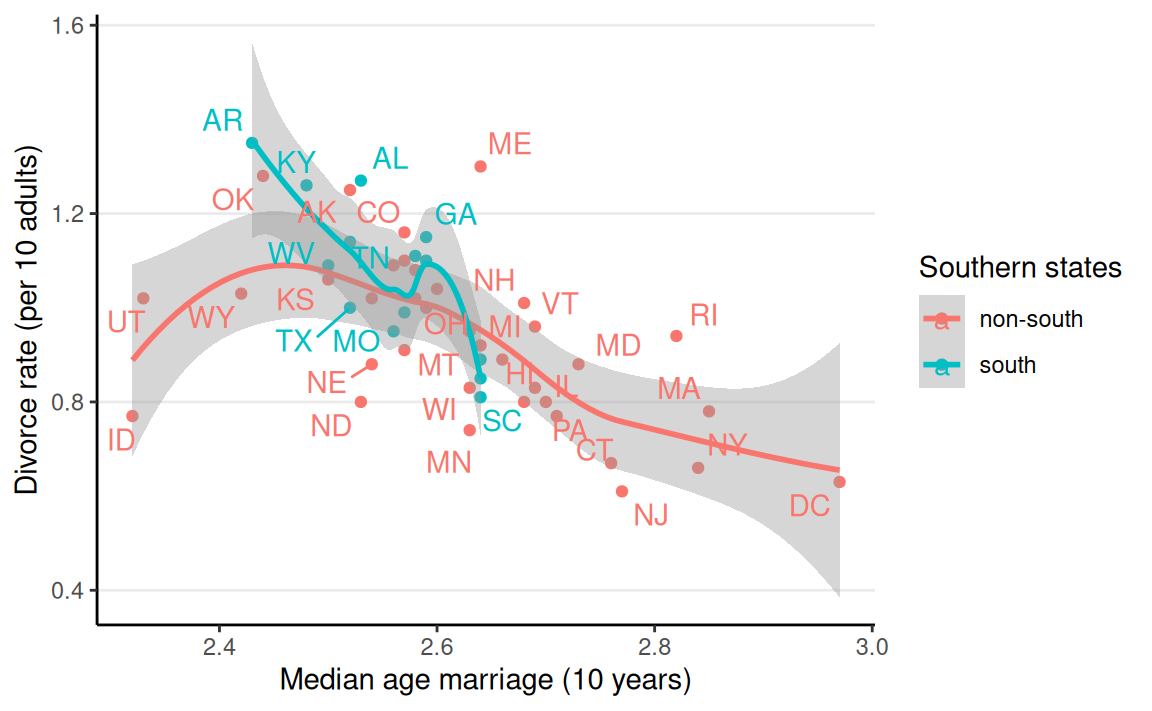 1.6
1.2
0.8
0.4
Divorce rate (per 10 adults)
AR
KY
AL
ME
OK
AK
CO
GA
WV
TN
NH
UT
WY
KS
VT
RI
TX
MO
OH
MI
MD
NE
MT
HI
IL
MA
ND
WI
SC
ID
PA
NY
MN
CT
DC
NJ
2.4
2.6
2.8
3.0
Median age marriage (10 years)
Southern states
a non-south
a south